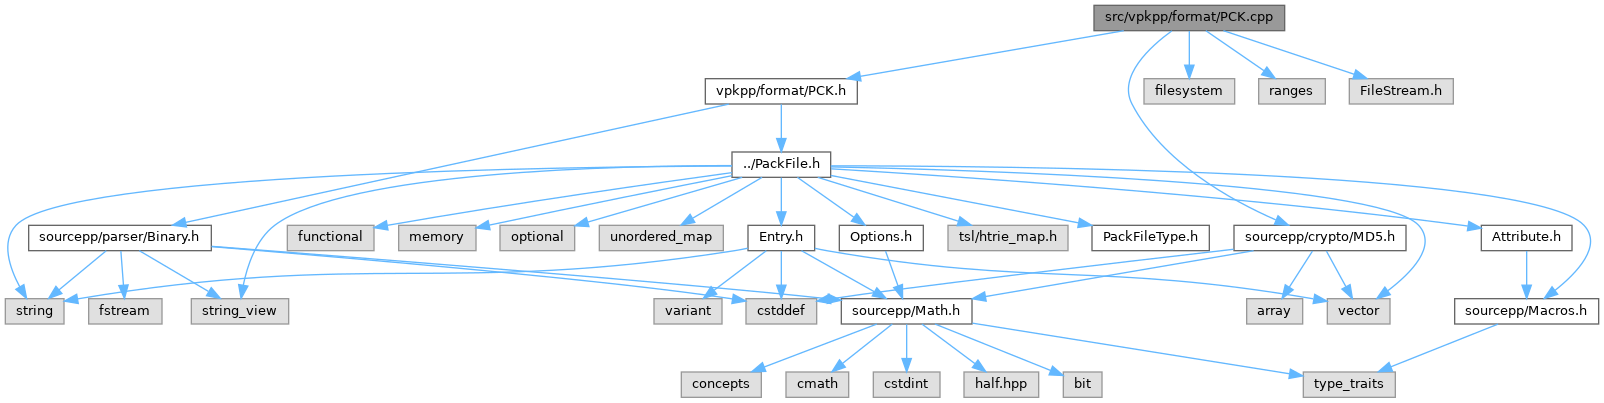 src/vpkpp/format/PCK.cpp
vpkpp/format/PCK.h
filesystem
ranges
FileStream.h
../PackFile.h
sourcepp/parser/Binary.h
functional
memory
optional
unordered_map
Entry.h
Options.h
tsl/htrie_map.h
PackFileType.h
sourcepp/crypto/MD5.h
Attribute.h
string
fstream
string_view
variant
cstddef
sourcepp/Math.h
array
vector
sourcepp/Macros.h
concepts
cmath
cstdint
half.hpp
bit
type_traits